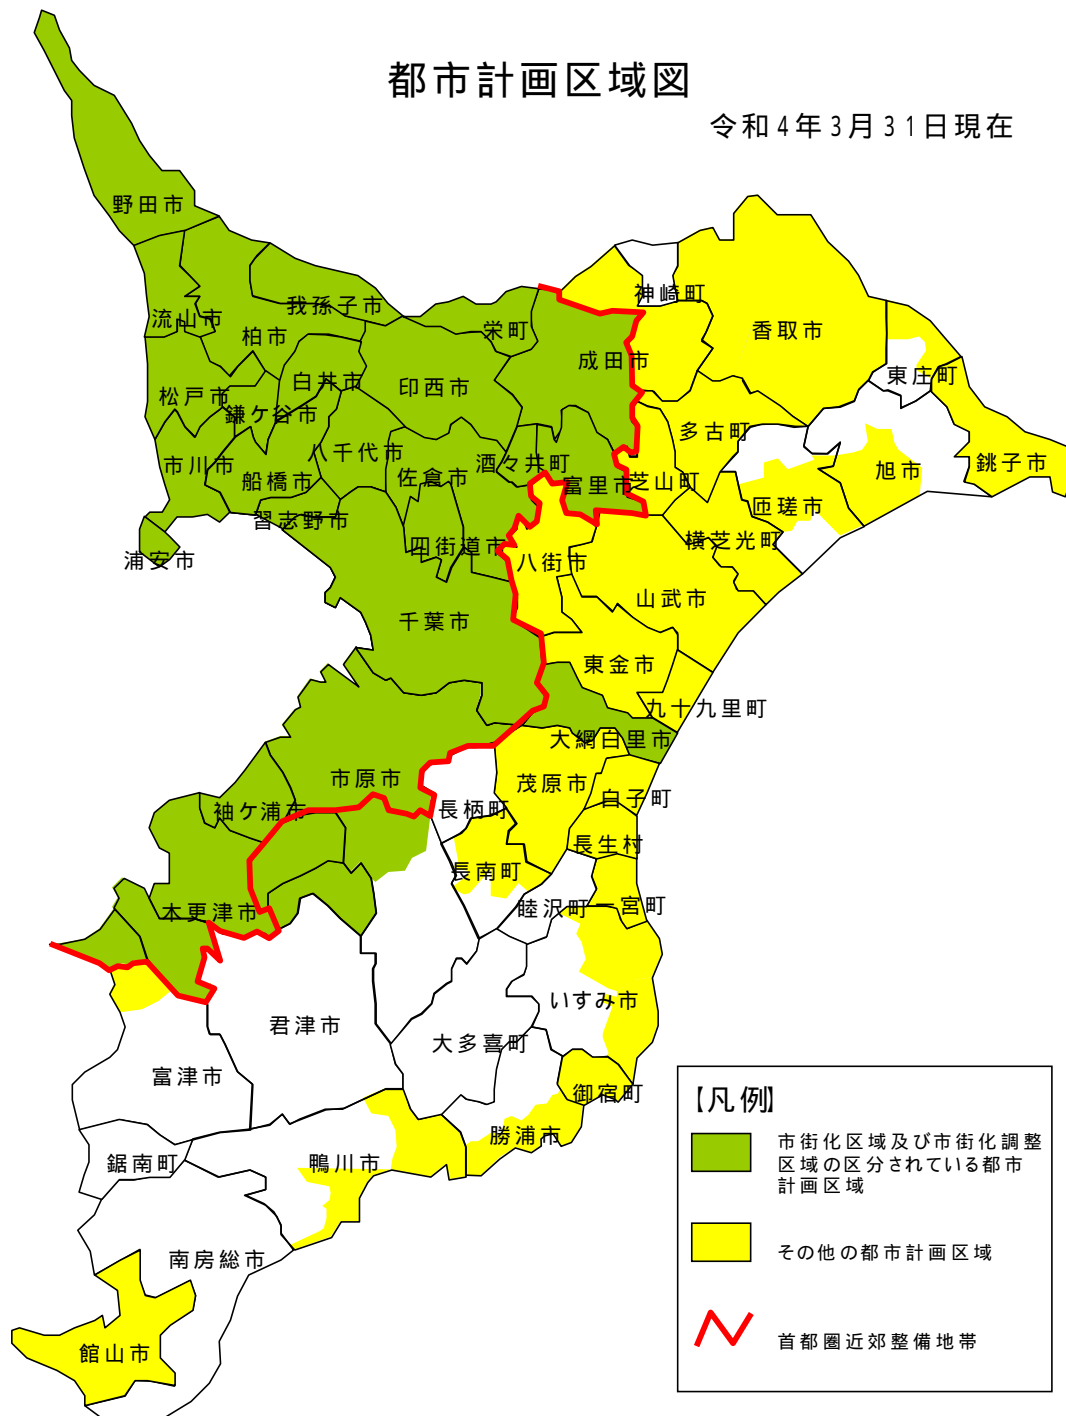 都市計画区域図
令和4年3月31日現在
野田市
流山市
柏市
我孫子市
栄町
神崎町
香取市
成田市
東庄町
松戸市
鎌ケ谷市
白井市
印西市
多古町
銚子市
旭市
市川市
船橋市
八千代市
佐倉市
酒々井町
富里市
芝山町
匝瑳市
習志野市
四街道市
横芝光町
浦安市
八街市
山武市
千葉市
東金市
九十九里町
大網白里市
市原市
茂原市
白子町
袖ケ浦市
長柄町
長生村
長南町
木更津市
睦沢町
一宮町
いすみ市
君津市
大多喜町
富津市
御宿町
勝浦市
鋸南町
鴨川市
南房総市
館山市
【凡例】
市街化区域及び市街化調整
区域の区分されている都市
計画区域
その他の都市計画区域
首都圏近郊整備地帯